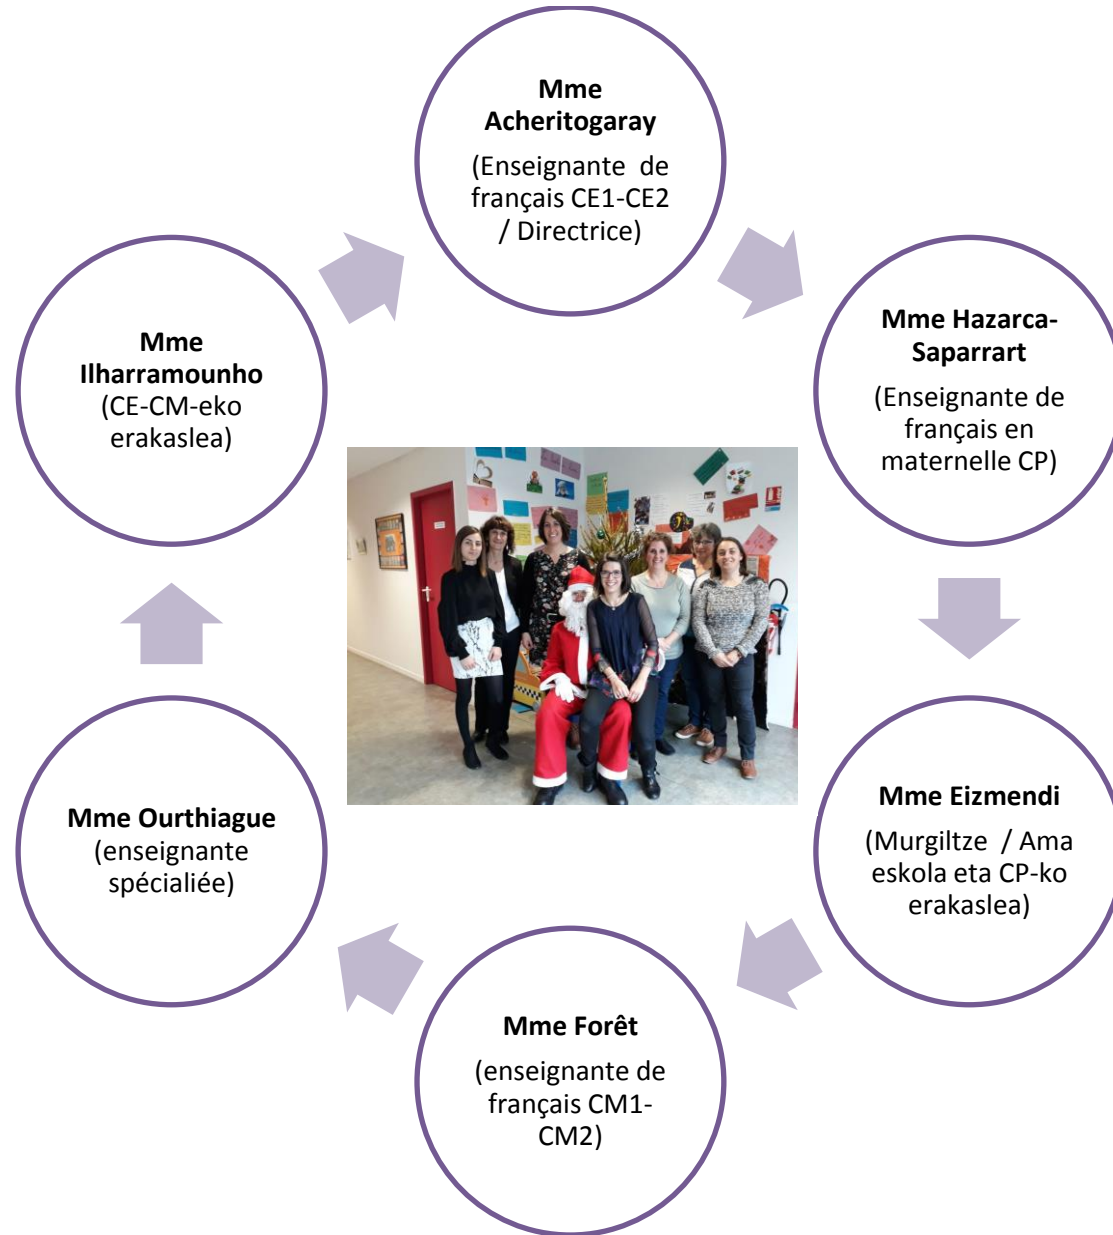 Mme
Acheritogaray
(Enseignante de
français CE1-CE2
/ Directrice)
Mme Hazarca-
Saparrart
(Enseignante de
français en
maternelle CP)
Mme Eizmendi
(Murgiltze / Ama
eskola eta CP-ko
erakaslea)
Mme Forêt
(enseignante de
français CM1-
CM2)
Mme Ourthiague
(enseignante
spécialiée)
Mme
Ilharramounho
(CE-CM-eko
erakaslea)